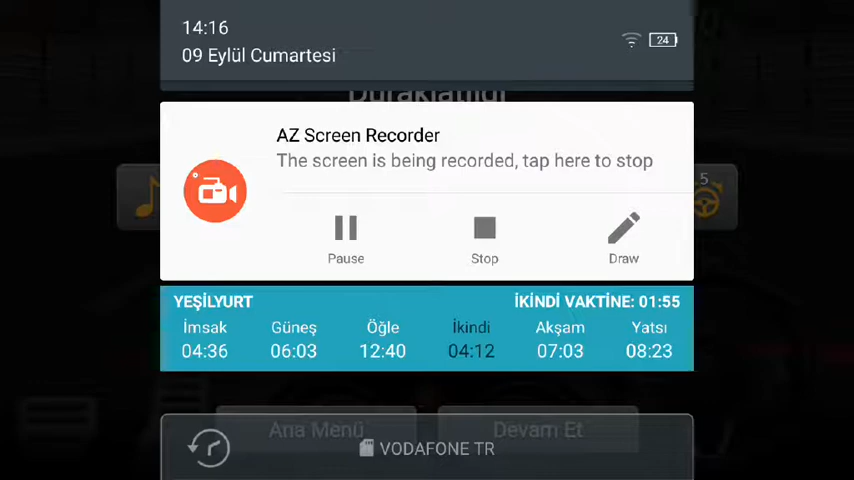 14:16
24
09 Eylül Cumartesi
Duraklatıldı
AZ Screen Recorder
The screen is being recorded, tap here to stop
5
Pause
Stop
Draw
YEŞİLYURT
İKİNDİ VAKTİNE: 01:55
İmsak Güneş Öğle İkindi Akşam Yatsı
04:36 06:03 12:40 04:12 07:03 08:23
Ana Menü
Devam Et
VODAFONE TR